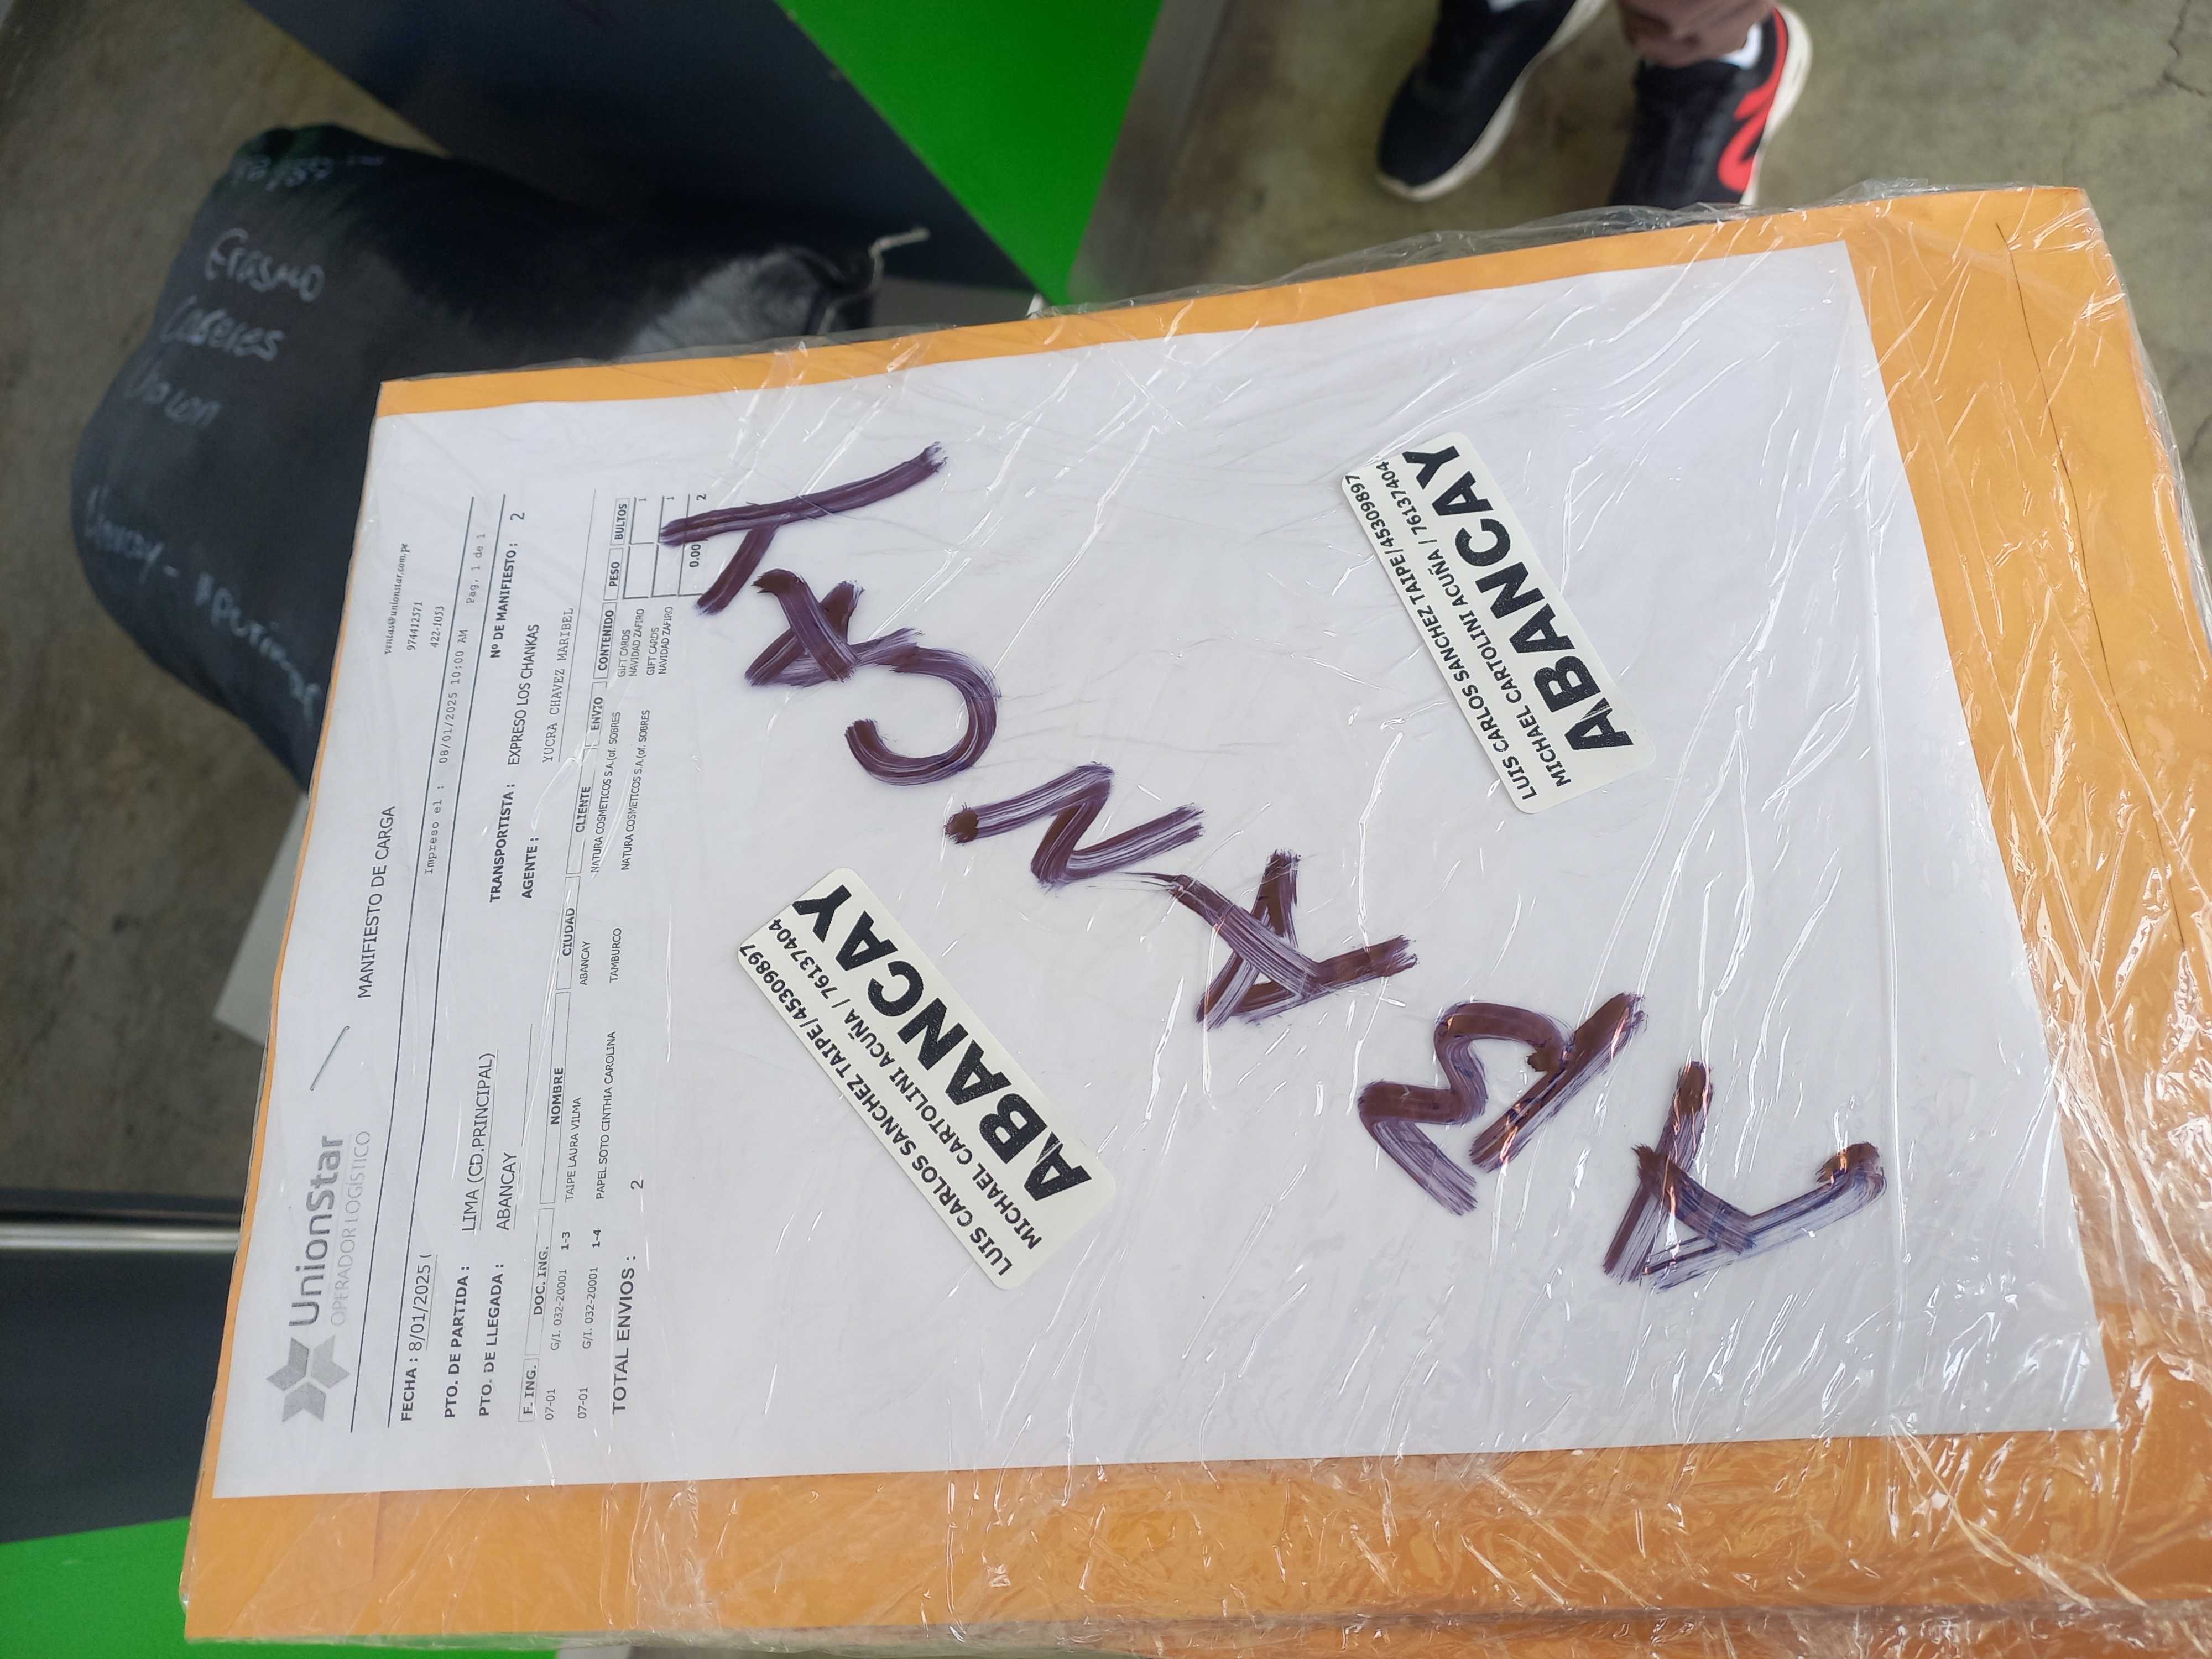 UnionStar
OPERADOR LOGÍSTICO
ventas@unionstar.com.pe
974412571
422-1053
MANIFIESTO DE CARGA
Impreso el : 08/01/2025 10:00 AM Pag. 1 de 1
FECHA : 8/01/2025 (
PTO. DE PARTIDA : LIMA (CD.PRINCIPAL) TRANSPORTISTA : EXPRESO LOS CHANKAS Nº DE MANIFIESTO : 2
PTO. DE LLEGADA : ABANCAY AGENTE : YUCRA CHAVEZ MARIBEL
F. ING. DOC. ING. NOMBRE CIUDAD CLIENTE ENVIO CONTENIDO PESO BULTOS
07-01 G/I. 032-20001 1-3 TAIPE LAURA VILMA ABANCAY NATURA COSMETICOS S.A.(of. SOBRES GIFT CARDS NAVIDAD ZAFIRO 1
07-01 G/I. 032-20001 1-4 PAPEL SOTO CINTHIA CAROLINA TAMBURCO NATURA COSMETICOS S.A.(of. SOBRES GIFT CARDS NAVIDAD ZAFIRO 1
TOTAL ENVIOS : 2 0.00 2
LUIS CARLOS SANCHEZ TAIPE/45309897
MICHAEL CARTOLINI ACUÑA / 76137404
ABANCAY
LUIS CARLOS SANCHEZ TAIPE/45309897
MICHAEL CARTOLINI ACUÑA / 76137404
ABANCAY
ABANCAY
Erasmo